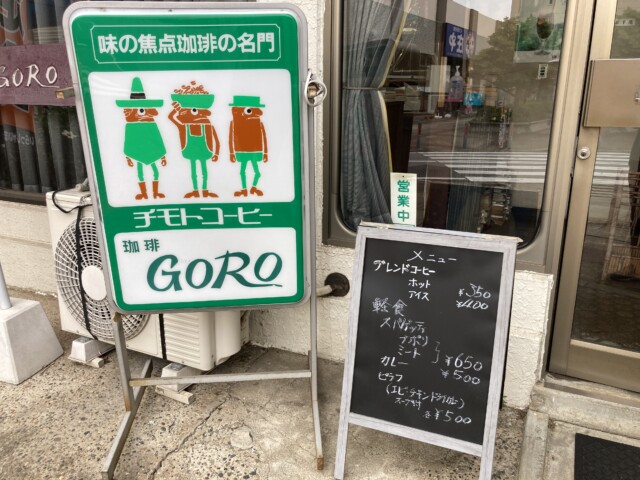 味の焦点珈琲の名門
チモトコーヒー
珈琲
GORO
GORO
営業中
メニュー
ブレンドコーヒー
ホット ¥350
アイス ¥400
軽食
スパゲッティ
ナポリ
ミート ¥650
カレー ¥500
ピラフ
(エビ・チキン・ドライカレー)
スープ付
各¥500